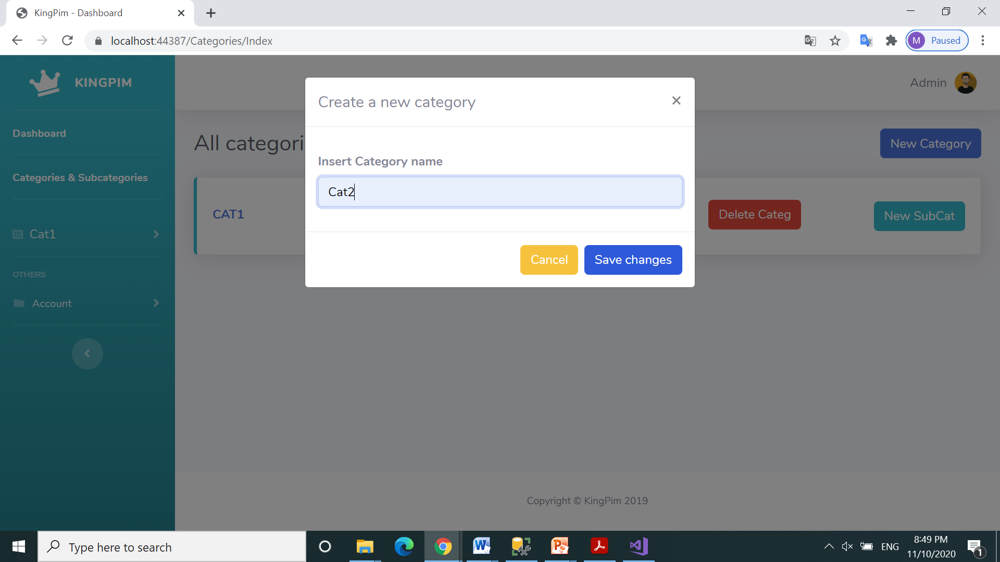 KingPim - Dashboard
localhost:44387/Categories/Index
M Paused
KINGPIM
Admin
Create a new category
Dashboard
All categori
New Category
Insert Category name
Categories & Subcategories
Cat2
CAT1
Delete Categ
New SubCat
Cat1
Cancel
Save changes
OTHERS
Account
Copyright © KingPim 2019
Type here to search
ENG
8:49 PM
11/10/2020
1